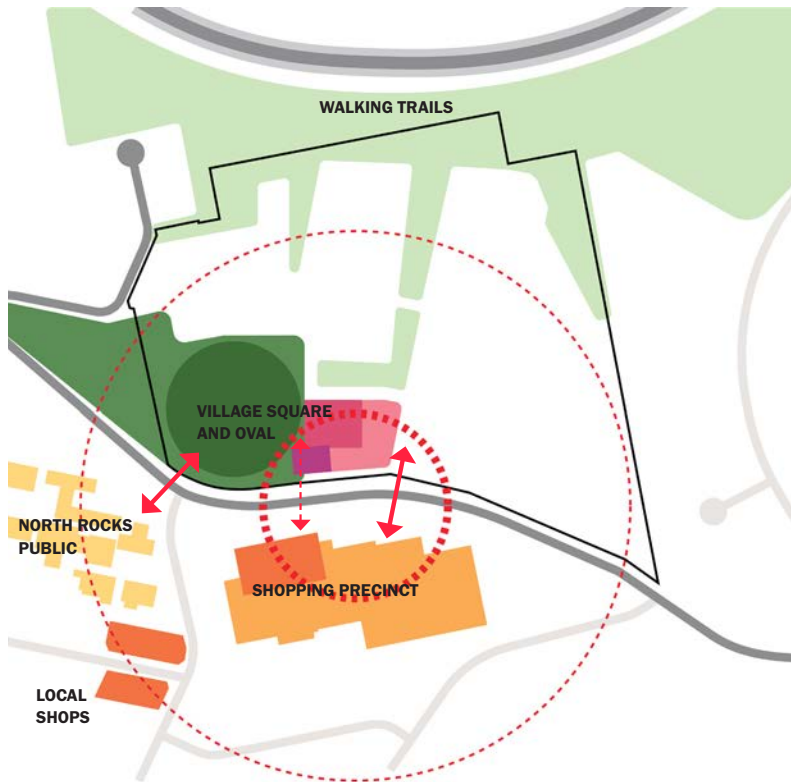 WALKING TRAILS
VILLAGE SQUARE
AND OVAL
NORTH ROCKS
PUBLIC
SHOPPING PRECINCT
LOCAL
SHOPS